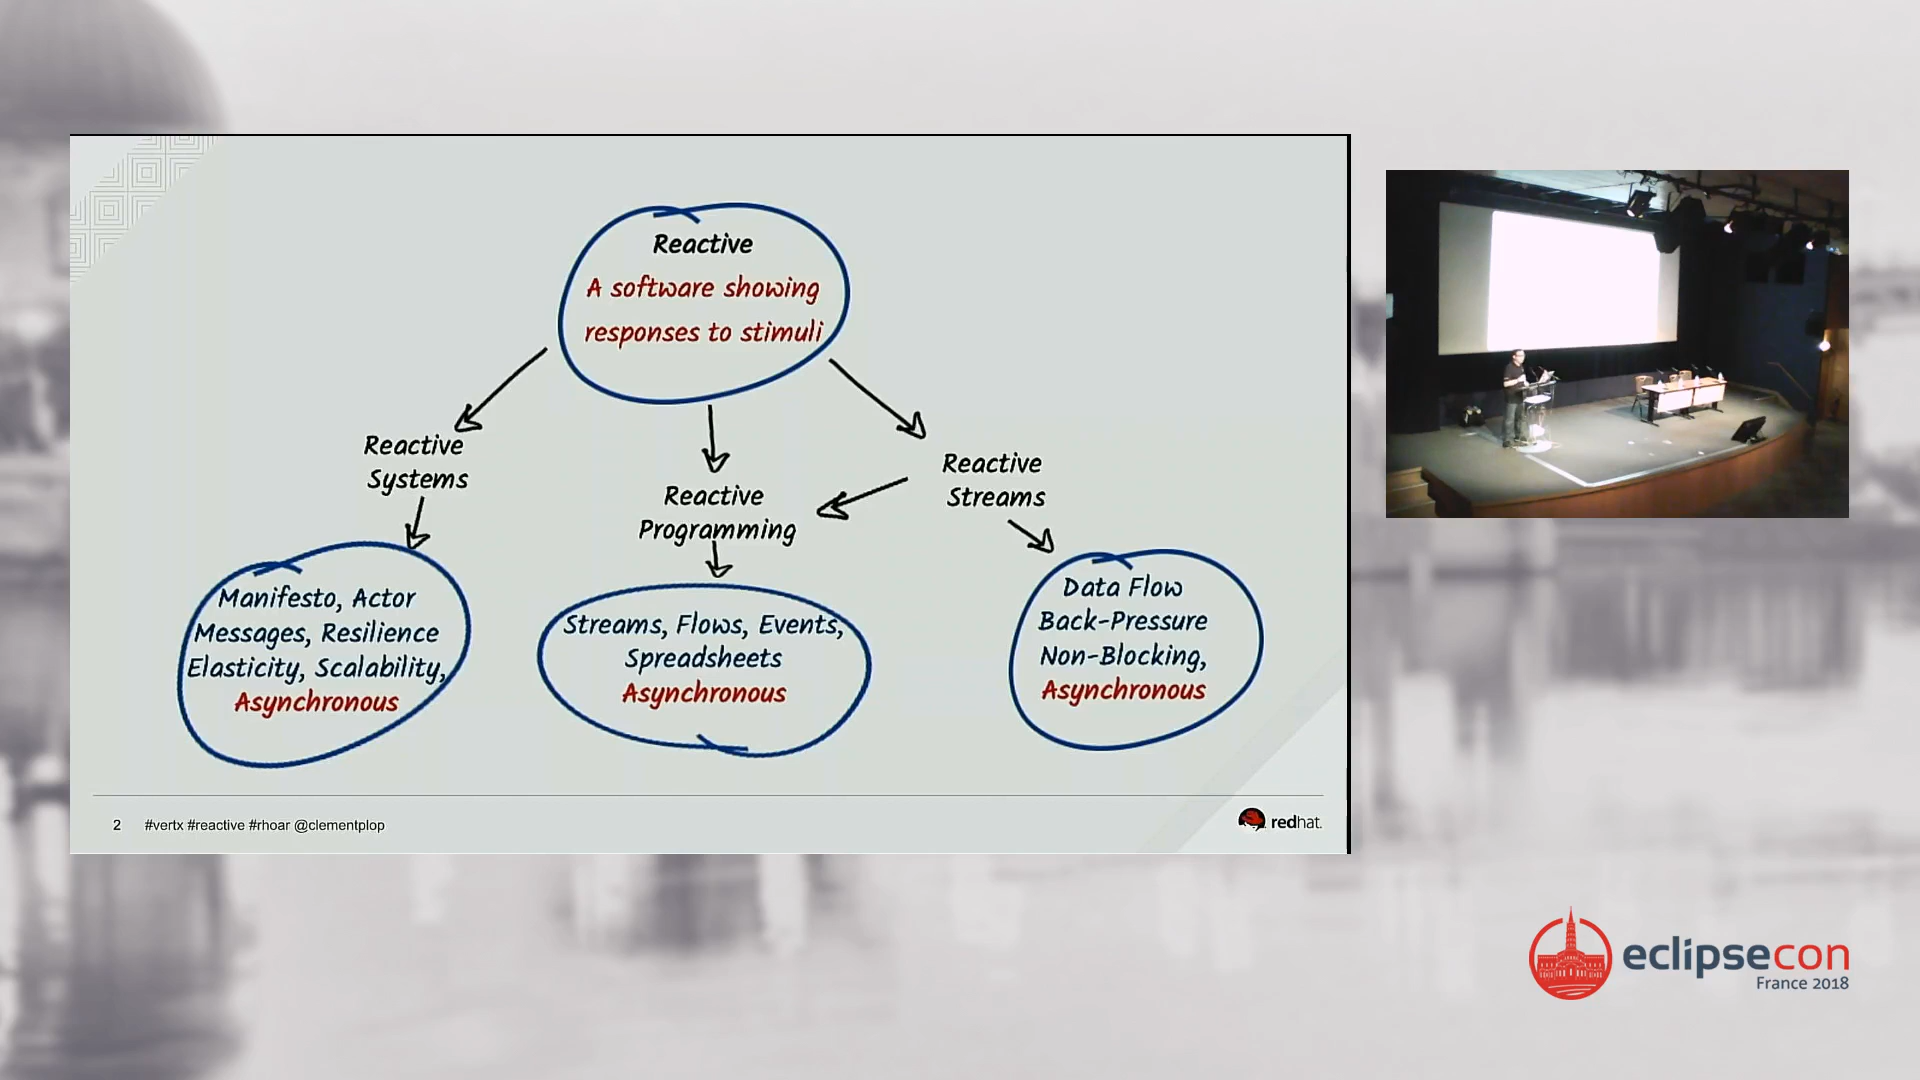 Reactive
A software showing
responses to stimuli
Reactive
Systems
Reactive
Programming
Reactive
Streams
Manifesto, Actor
Messages, Resilience
Elasticity, Scalability,
Asynchronous
Streams, Flows, Events,
Spreadsheets
Asynchronous
Data Flow
Back-Pressure
Non-Blocking,
Asynchronous
2 #vertx #reactive #rhoar @clementplop
redhat.
eclipsecon
France 2018